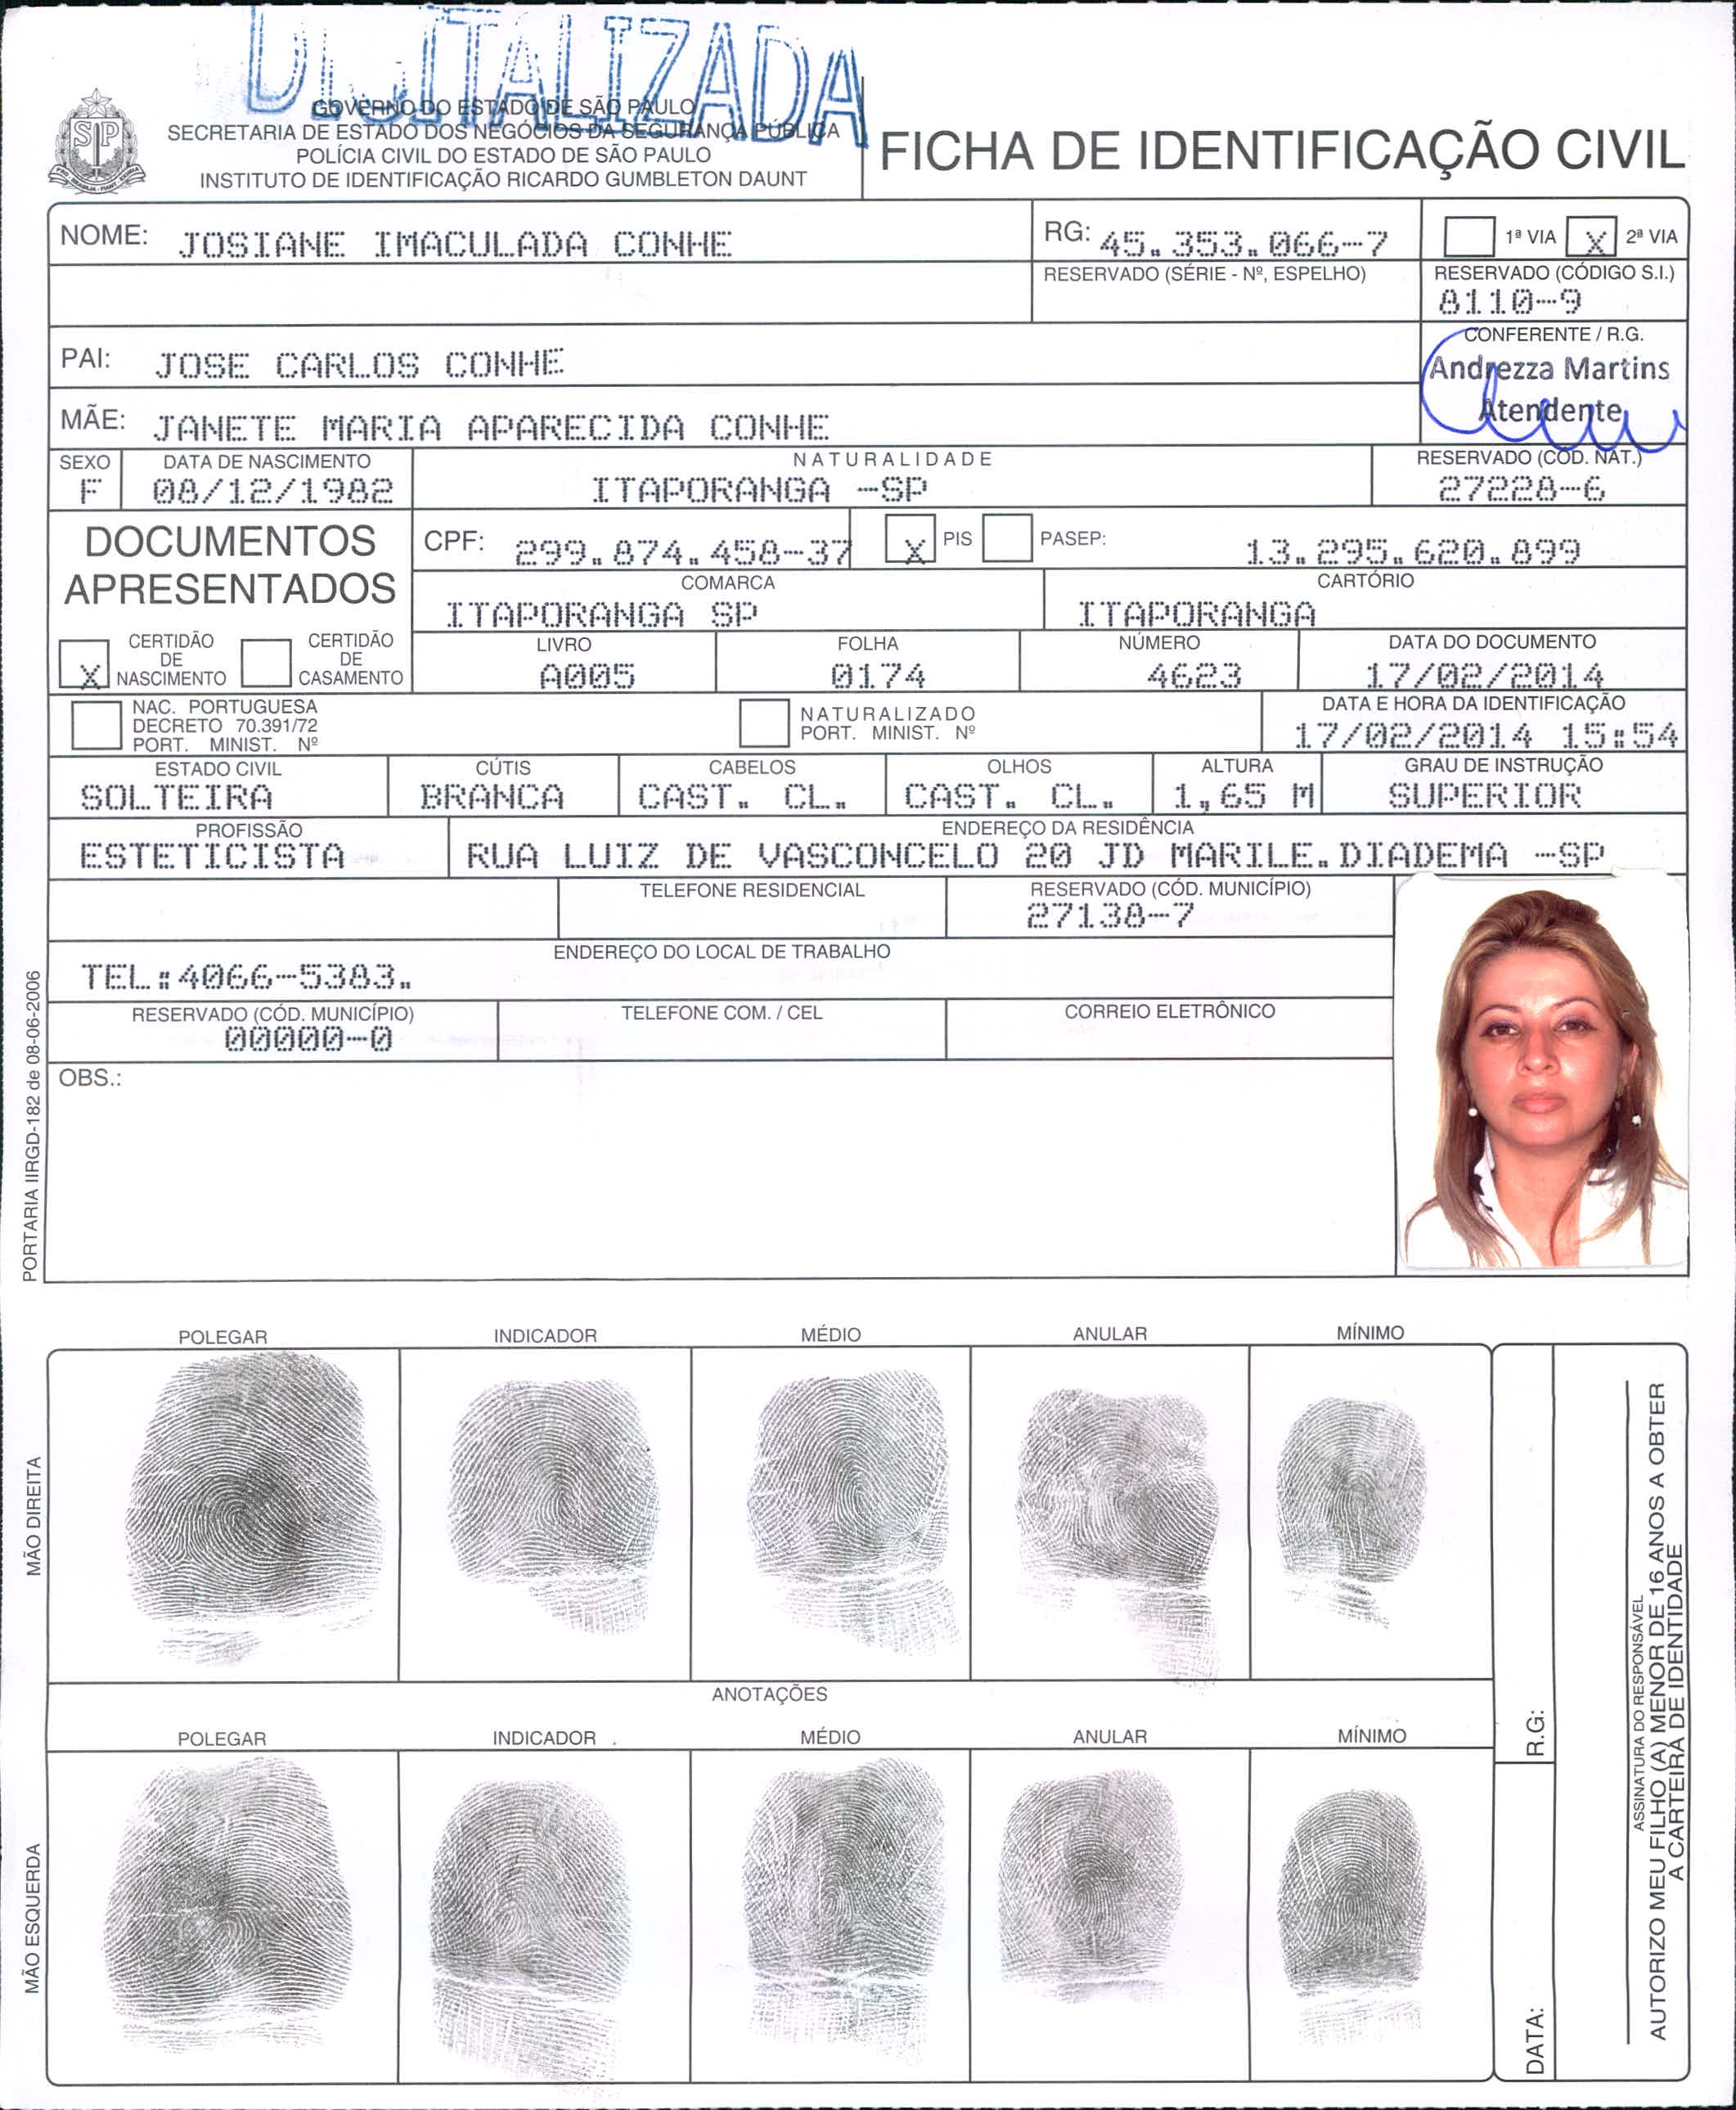 DIGITALIZADA
GOVERNO DO ESTADO DE SÃO PAULO
SECRETARIA DE ESTADO DOS NEGÓCIOS DA SEGURANÇA PÚBLICA
POLÍCIA CIVIL DO ESTADO DE SÃO PAULO
INSTITUTO DE IDENTIFICAÇÃO RICARDO GUMBLETON DAUNT
FICHA DE IDENTIFICAÇÃO CIVIL
NOME: JOSIANE IMACULADA CONHE
RG: 45.353.066-7
1ª VIA X 2ª VIA
RESERVADO (SÉRIE - Nº, ESPELHO)
RESERVADO (CÓDIGO S.I.)
8110-9
PAI: JOSE CARLOS CONHE
CONFERENTE / R.G.
Andrezza Martins
Atendente
MÃE: JANETE MARIA APARECIDA CONHE
SEXO
F
DATA DE NASCIMENTO
08/12/1982
NATURALIDADE
ITAPORANGA -SP
RESERVADO (COD. NAT.)
27228-6
DOCUMENTOS
APRESENTADOS
CPF: 299.874.458-37
X PIS
PASEP: 13.295.620.899
COMARCA
ITAPORANGA SP
CARTÓRIO
ITAPORANGA
X CERTIDÃO
DE
NASCIMENTO
CERTIDÃO
DE
CASAMENTO
LIVRO
A005
FOLHA
0174
NÚMERO
4623
DATA DO DOCUMENTO
17/02/2014
NAC. PORTUGUESA
DECRETO 70.391/72
PORT. MINIST. Nº
NATURALIZADO
PORT. MINIST. Nº
DATA E HORA DA IDENTIFICAÇÃO
17/02/2014 15:54
ESTADO CIVIL
SOLTEIRA
CÚTIS
BRANCA
CABELOS
CAST. CL.
OLHOS
CAST. CL.
ALTURA
1,65 M
GRAU DE INSTRUÇÃO
SUPERIOR
PROFISSÃO
ESTETICISTA
ENDEREÇO DA RESIDÊNCIA
RUA LUIZ DE VASCONCELO 20 JD MARILE.DIADEMA -SP
TELEFONE RESIDENCIAL
RESERVADO (CÓD. MUNICÍPIO)
27138-7
ENDEREÇO DO LOCAL DE TRABALHO
TEL:4066-5383.
RESERVADO (CÓD. MUNICÍPIO)
00000-0
TELEFONE COM. / CEL
CORREIO ELETRÔNICO
OBS.:
PORTARIA IIRGD-182 de 08-06-2006
POLEGAR INDICADOR MÉDIO ANULAR MÍNIMO
MÃO DIREITA
ANOTAÇÕES
POLEGAR INDICADOR MÉDIO ANULAR MÍNIMO
MÃO ESQUERDA
R.G:
DATA:
ASSINATURA DO RESPONSÁVEL
AUTORIZO MEU FILHO (A) MENOR DE 16 ANOS A OBTER
A CARTEIRA DE IDENTIDADE